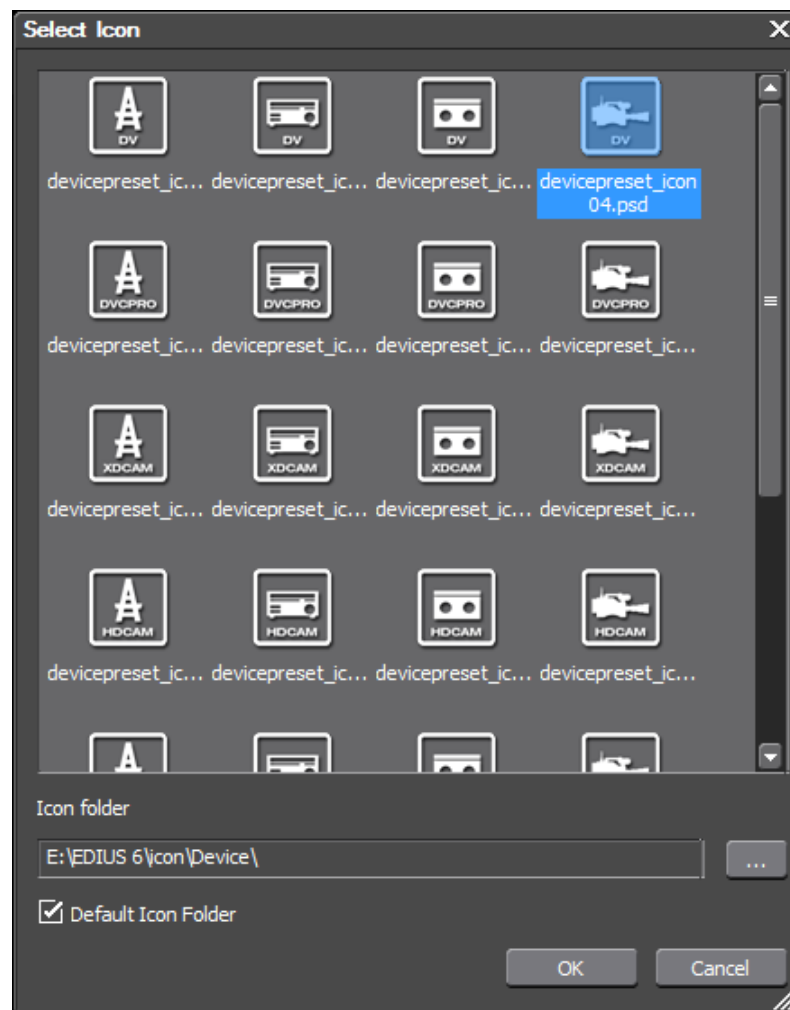 Select Icon
DV DV DV DV
devicepreset_ic... devicepreset_ic... devicepreset_ic... devicepreset_icon
04.psd
DVCPRO DVCPRO DVCPRO DVCPRO
devicepreset_ic... devicepreset_ic... devicepreset_ic... devicepreset_ic...
XDCAM XDCAM XDCAM XDCAM
devicepreset_ic... devicepreset_ic... devicepreset_ic... devicepreset_ic...
HDCAM HDCAM HDCAM HDCAM
devicepreset_ic... devicepreset_ic... devicepreset_ic... devicepreset_ic...
Icon folder
E:\EDIUS 6\icon\Device\ ...
Default Icon Folder
OK Cancel